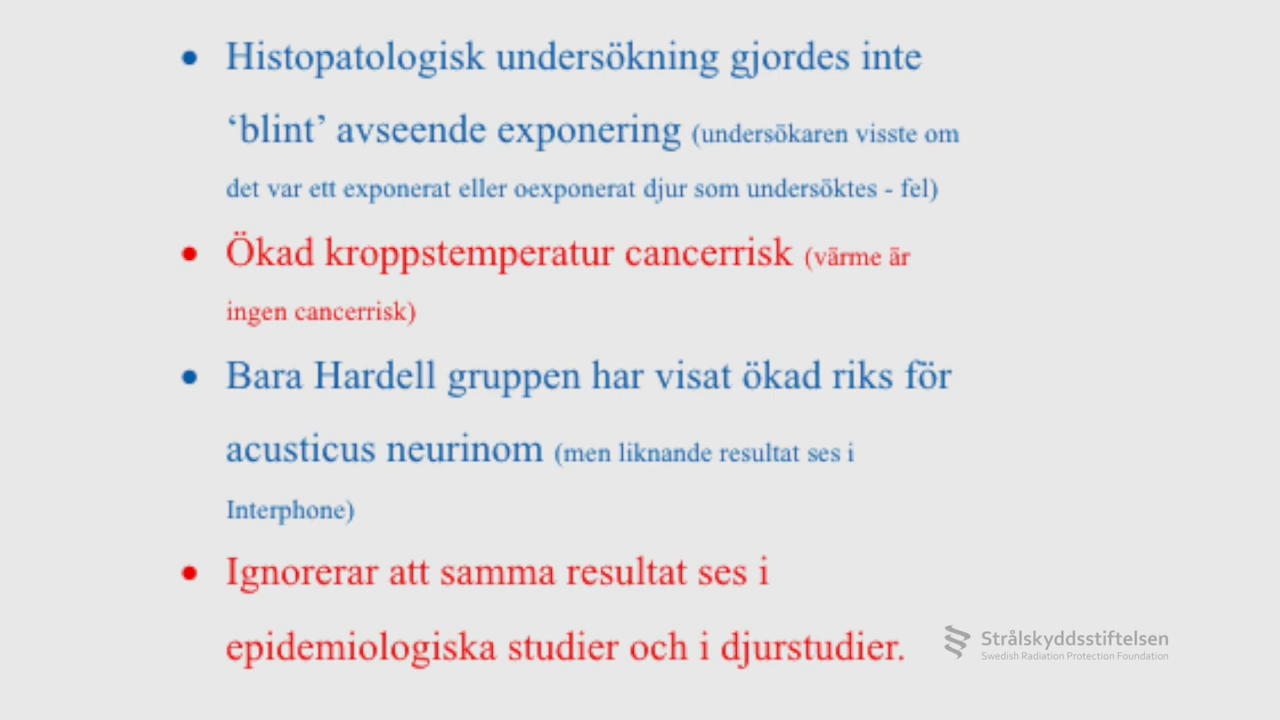 • Histopatologisk undersökning gjordes inte
‘blint’ avseende exponering (undersökaren visste om
det var ett exponerat eller oexponerat djur som undersöktes - fel)
• Ökad kroppstemperatur cancerrisk (värme är
ingen cancerrisk)
• Bara Hardell gruppen har visat ökad riks för
acusticus neurinom (men liknande resultat ses i
Interphone)
• Ignorerar att samma resultat ses i
epidemiologiska studier och i djurstudier.
Strålskyddsstiftelsen
Swedish Radiation Protection Foundation